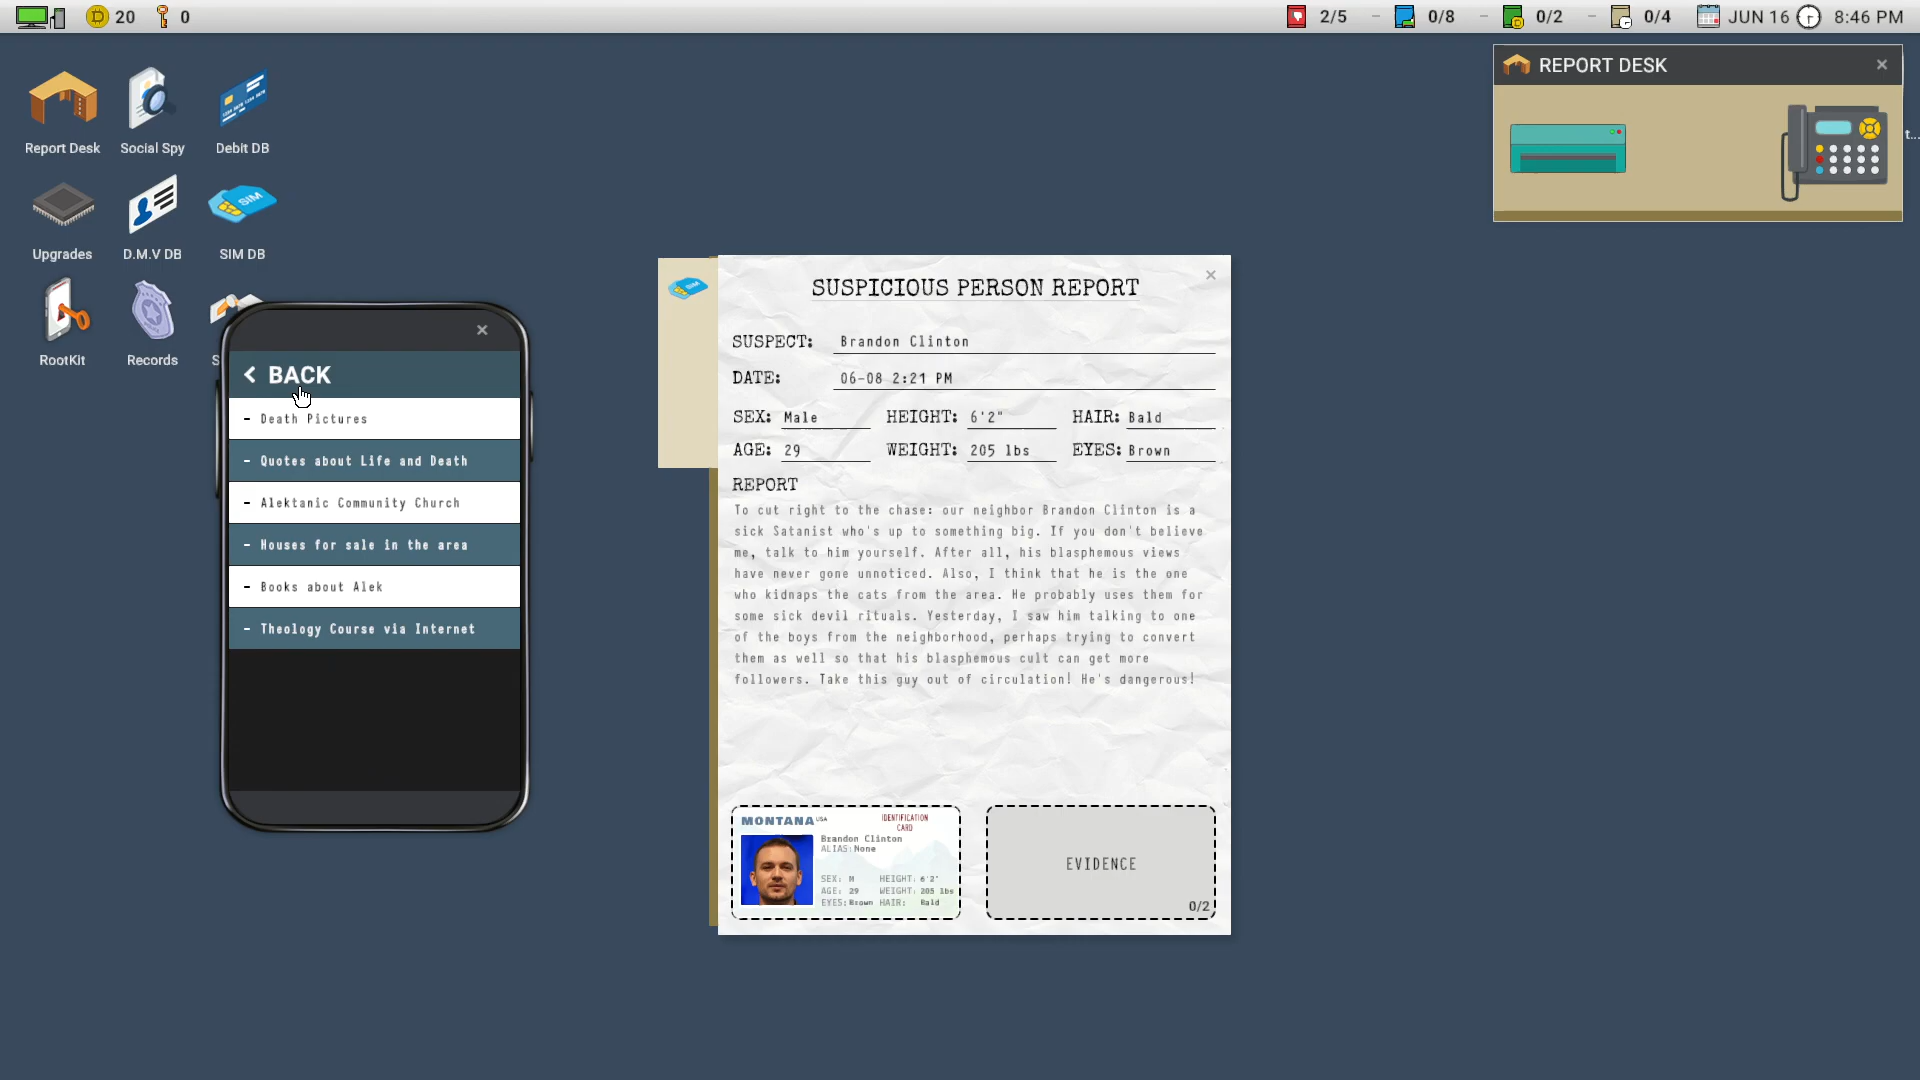 20
0
2/5
0/8
0/2
0/4
JUN 16
8:46 PM
Report Desk
Social Spy
Debit DB
Upgrades
D.M.V DB
SIM DB
RootKit
Records
REPORT DESK
BACK
- Death Pictures
- Quotes about Life and Death
- Alektanic Community Church
- Houses for sale in the area
- Books about Alek
- Theology Course via Internet
SIM
SUSPICIOUS PERSON REPORT
SUSPECT: Brandon Clinton
DATE: 06-08 2:21 PM
SEX: Male HEIGHT: 6'2" HAIR: Bald
AGE: 29 WEIGHT: 205 lbs EYES: Brown
REPORT
To cut right to the chase: our neighbor Brandon Clinton is a
sick Satanist who's up to something big. If you don't believe
me, talk to him yourself. After all, his blasphemous views
have never gone unnoticed. Also, I think that he is the one
who kidnaps the cats from the area. He probably uses them for
some sick devil rituals. Yesterday, I saw him talking to one
of the boys from the neighborhood, perhaps trying to convert
them as well so that his blasphemous cult can get more
followers. Take this guy out of circulation! He's dangerous!
MONTANA USA IDENTIFICATION CARD
Brandon Clinton
ALIAS: None
SEX: M HEIGHT: 6'2"
AGE: 29 WEIGHT: 205 lbs
EYES: Brown HAIR: Bald
EVIDENCE
0/2